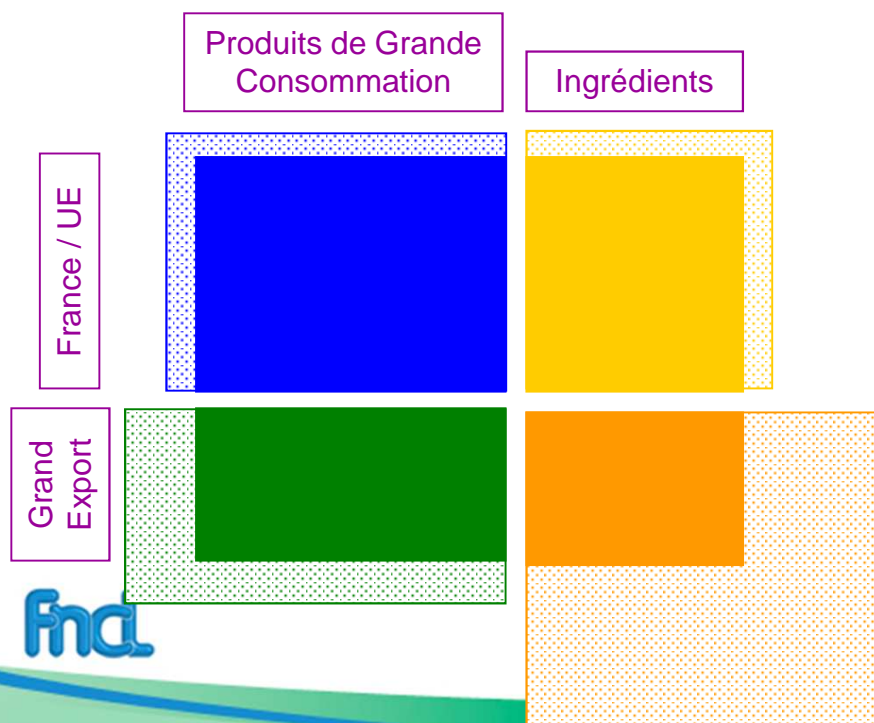 Produits de Grande
Consommation
Ingrédients
France / UE
Grand
Export
fncl